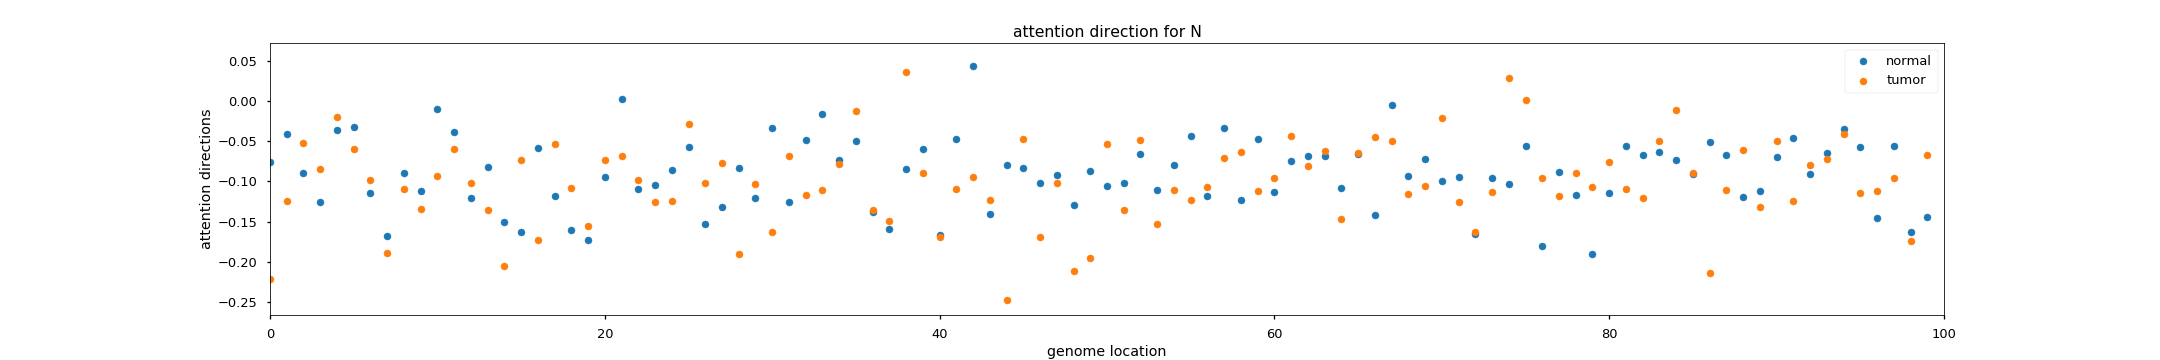 attention direction for N
normal
tumor
0.05
0.00
−0.05
−0.10
−0.15
−0.20
−0.25
attention directions
0 20 40 60 80 100
genome location